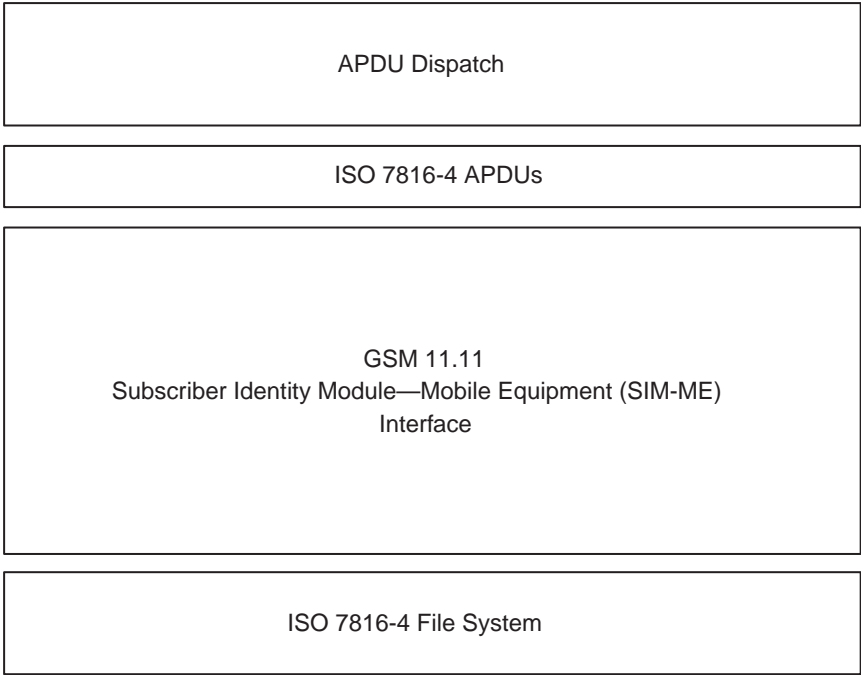 APDU Dispatch
ISO 7816-4 APDUs
GSM 11.11
Subscriber Identity Module—Mobile Equipment (SIM-ME)
Interface
ISO 7816-4 File System